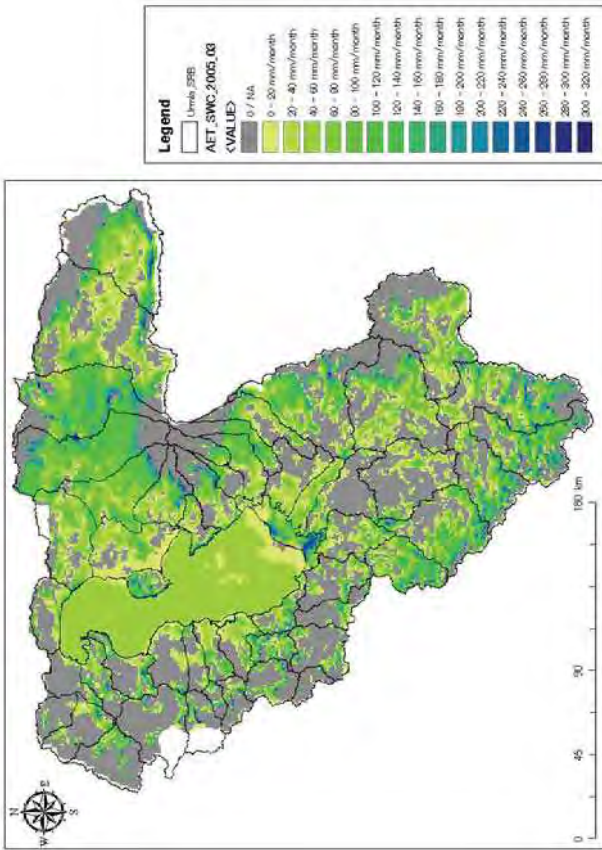 N
W E
S
Legend
Urmia_SRB
AET_SWC_2005_03
<VALUE>
0 / NA
0 - 20 mm/month
20 - 40 mm/month
40 - 60 mm/month
60 - 80 mm/month
80 - 100 mm/month
100 - 120 mm/month
120 - 140 mm/month
140 - 160 mm/month
160 - 180 mm/month
180 - 200 mm/month
200 - 220 mm/month
220 - 240 mm/month
240 - 260 mm/month
260 - 280 mm/month
280 - 300 mm/month
300 - 320 mm/month
0 45 90 180 km